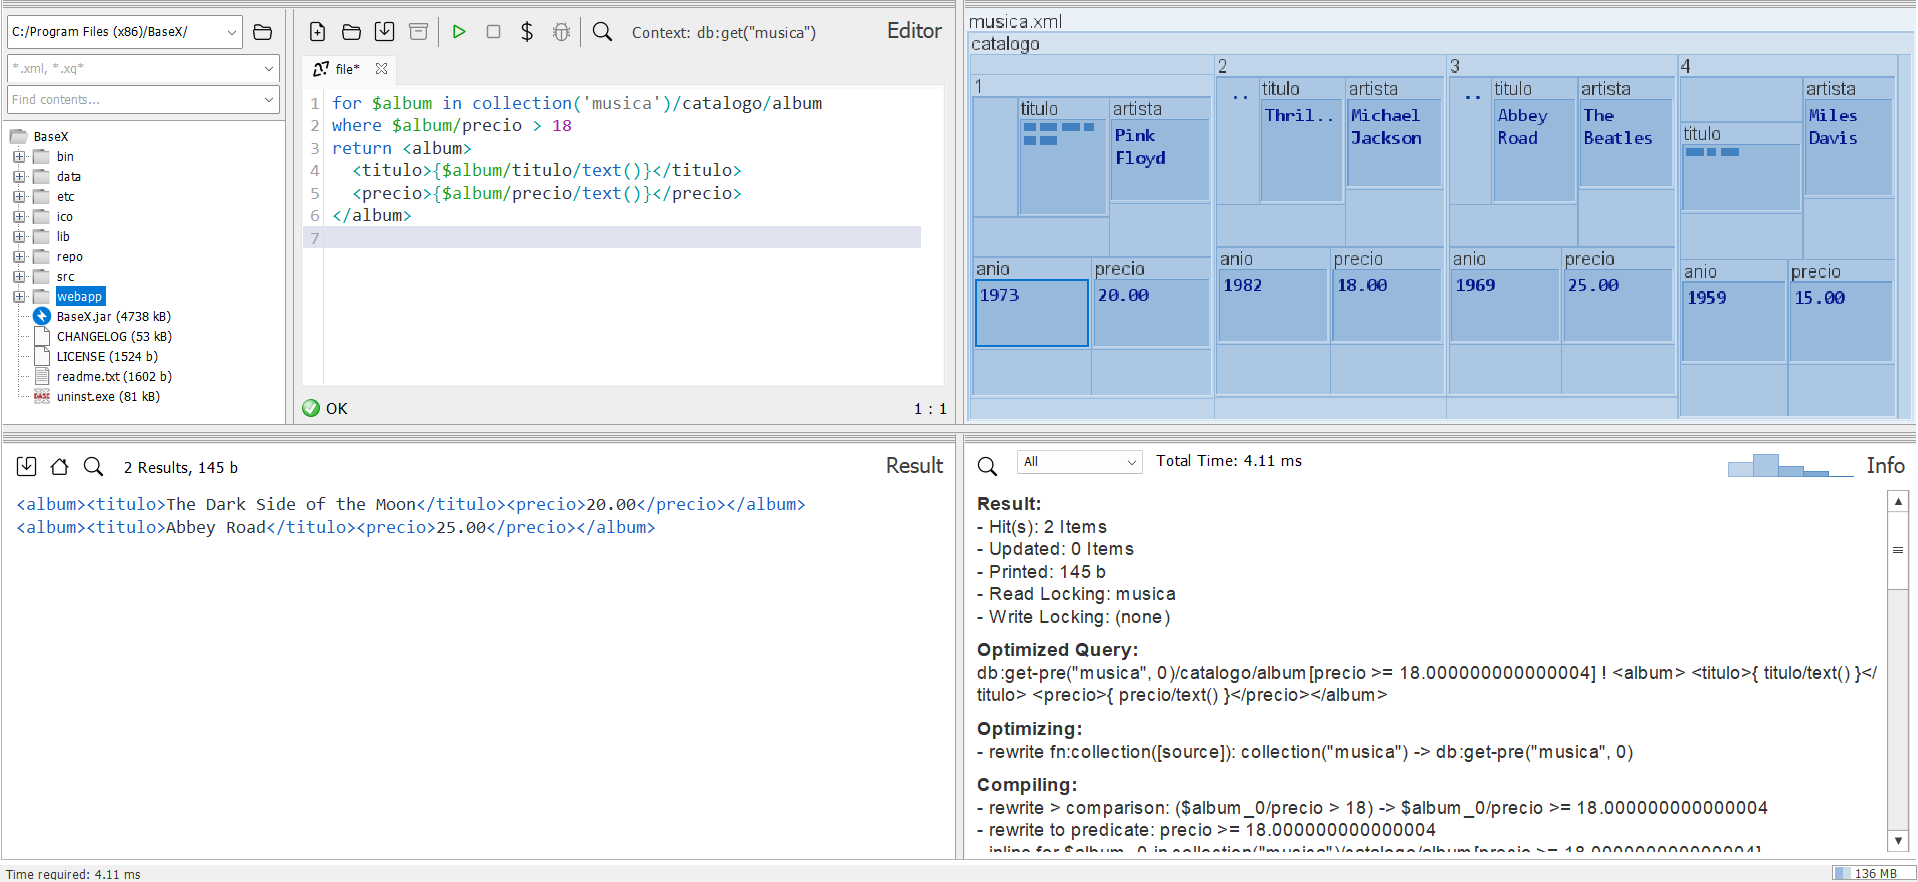 C:/Program Files (x86)/BaseX/
*.xml, *.xq*
Find contents...
BaseX
bin
data
etc
ico
lib
repo
src
webapp
BaseX.jar (4738 kB)
CHANGELOG (53 kB)
LICENSE (1524 b)
readme.txt (1602 b)
uninst.exe (81 kB)
Context: db:get("musica")
Editor
file*
1 for $album in collection('musica')/catalogo/album
2 where $album/precio > 18
3 return <album>
4 <titulo>{$album/titulo/text()}</titulo>
5 <precio>{$album/precio/text()}</precio>
6 </album>
7
OK
1 : 1
musica.xml
catalogo
1
titulo
artista
Pink
Floyd
anio
1973
precio
20.00
2
..
titulo
Thril..
artista
Michael
Jackson
anio
1982
precio
18.00
3
..
titulo
Abbey
Road
artista
The
Beatles
anio
1969
precio
25.00
4
titulo
artista
Miles
Davis
anio
1959
precio
15.00
2 Results, 145 b
Result
<album><titulo>The Dark Side of the Moon</titulo><precio>20.00</precio></album>
<album><titulo>Abbey Road</titulo><precio>25.00</precio></album>
All
Total Time: 4.11 ms
Info
Result:
- Hit(s): 2 Items
- Updated: 0 Items
- Printed: 145 b
- Read Locking: musica
- Write Locking: (none)
Optimized Query:
db:get-pre("musica", 0)/catalogo/album[precio >= 18.000000000000004] ! <album> <titulo>{ titulo/text() }</
titulo> <precio>{ precio/text() }</precio></album>
Optimizing:
- rewrite fn:collection([source]): collection("musica") -> db:get-pre("musica", 0)
Compiling:
- rewrite > comparison: ($album_0/precio > 18) -> $album_0/precio >= 18.000000000000004
- rewrite to predicate: precio >= 18.000000000000004
- inline for $album_0 in collection("musica")/catalogo/album[precio >= 18.000000000000004]
Time required: 4.11 ms
136 MB